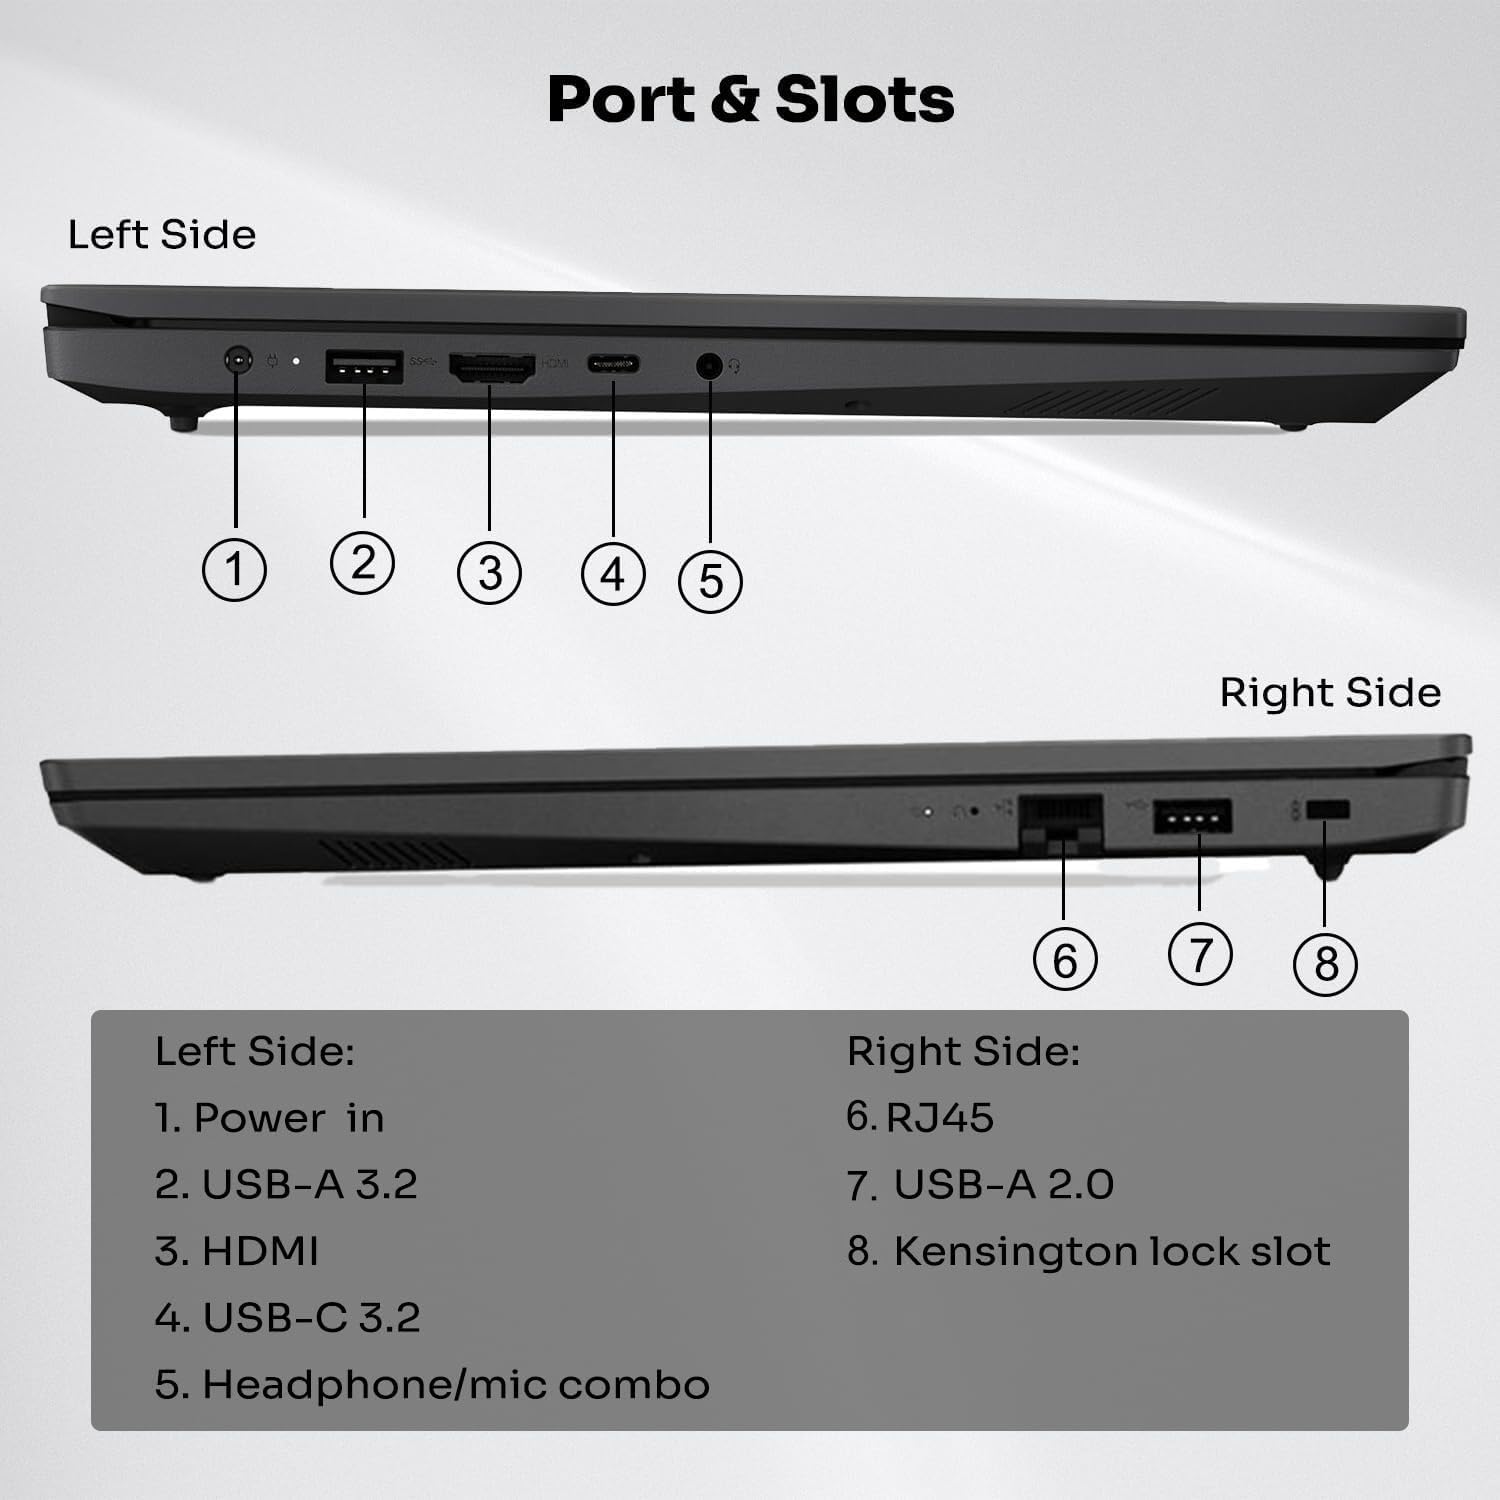 Port & Slots
Left Side
HDMI
1
2
3
4
5
Right Side
6
7
8
Left Side:
1. Power in
2. USB-A 3.2
3. HDMI
4. USB-C 3.2
5. Headphone/mic combo
Right Side:
6. RJ45
7. USB-A 2.0
8. Kensington lock slot